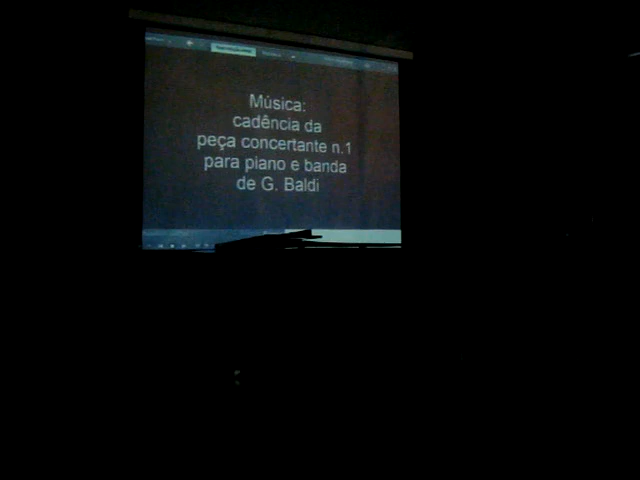 Música:
cadência da
peça concertante n.1
para piano e banda
de G. Baldi